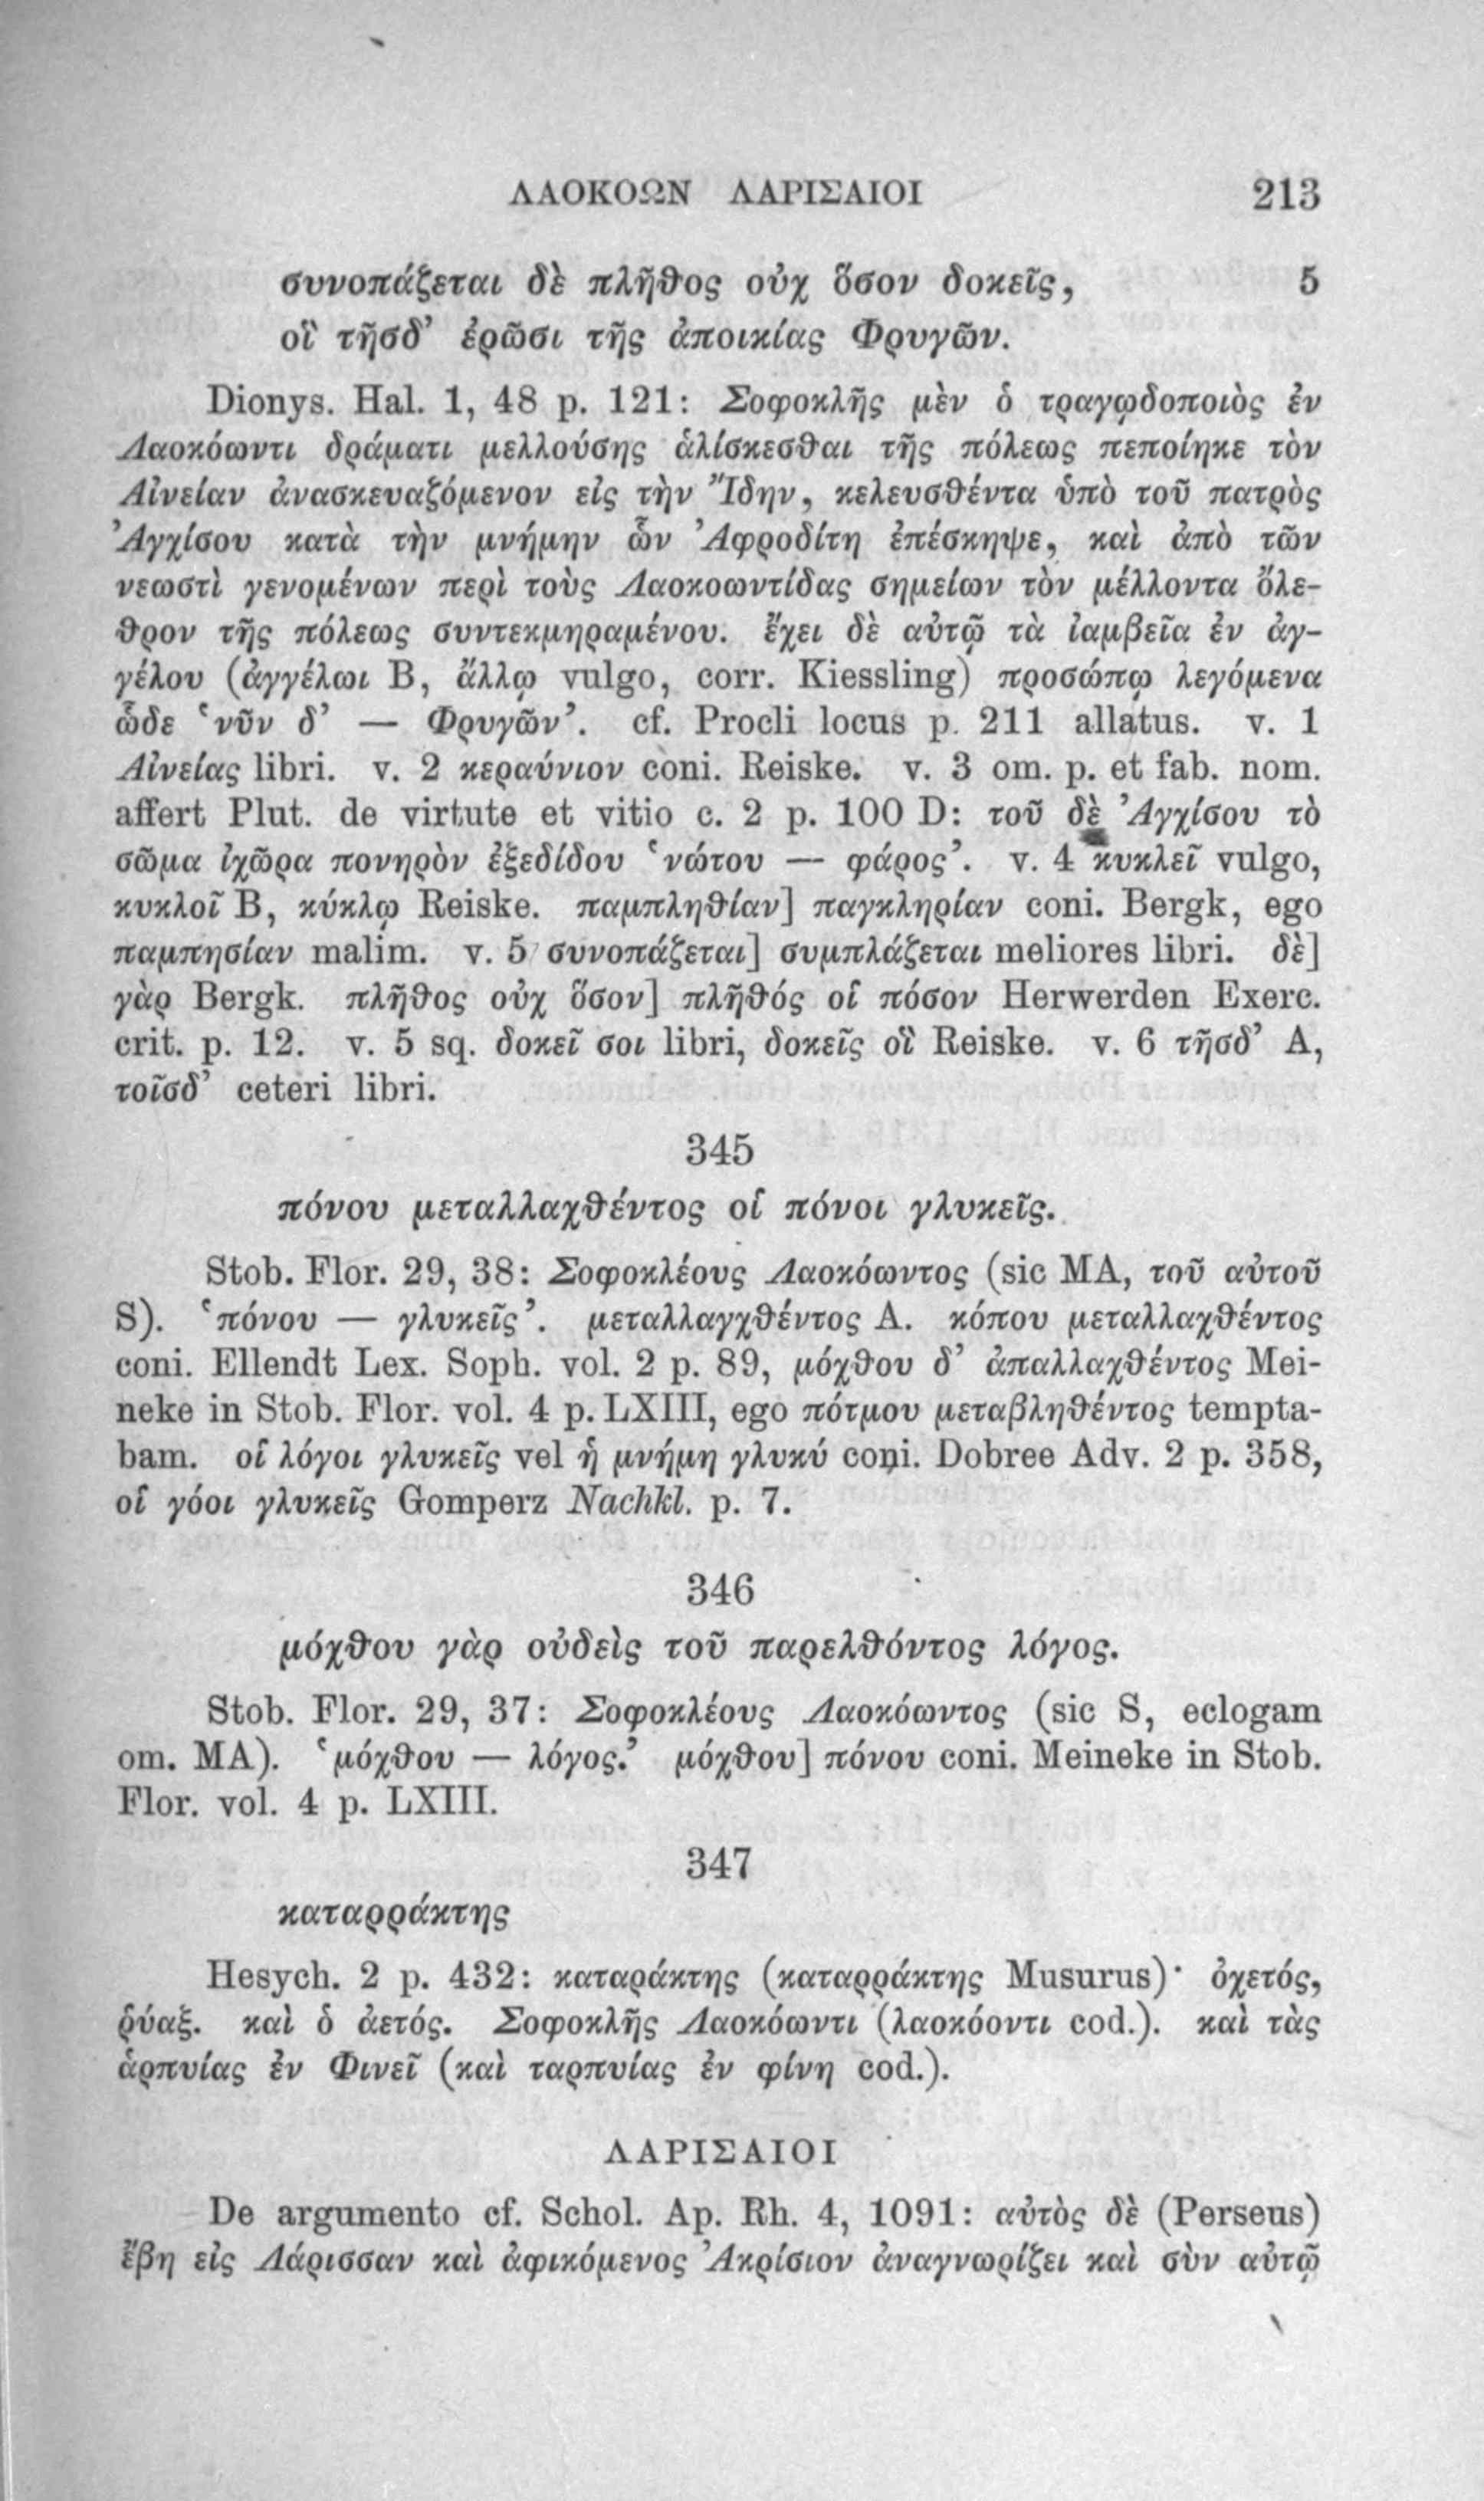 ΛΑΟΚΟΩΝ ΛΑΡΙΣΑΙΟΙ 213
συνοπάζεται δὲ πλῆθος οὐχ ὅσον δοκεῖς, 5
οἳ τῆσδ’ ἐρῶσι τῆς ἀποικίας Φρυγῶν.
Dionys. Hal. 1, 48 p. 121: Σοφοκλῆς μὲν ὁ τραγῳδοποιὸς ἐν
Λαοκόωντι δράματι μελλούσης ἁλίσκεσθαι τῆς πόλεως πεποίηκε τὸν
Αἰνείαν ἀνασκευαζόμενον εἰς τὴν Ἴδην, κελευσθέντα ὑπὸ τοῦ πατρὸς
Ἀγχίσου κατὰ τὴν μνήμην ὧν Ἀφροδίτη ἐπέσκηψε, καὶ ἀπὸ τῶν
νεωστὶ γενομένων περὶ τοὺς Λαοκοωντίδας σημείων τὸν μέλλοντα ὄλε-
θρον τῆς πόλεως συντεκμηραμένου. ἔχει δὲ αὐτῷ τὰ ἰαμβεῖα ἐν ἀγ-
γέλου (ἀγγέλωι B, ἄλλῳ vulgo, corr. Kiessling) προσώπῳ λεγόμενα
ὧδε ‘νῦν δ’ — Φρυγῶν’. cf. Procli locus p. 211 allatus. v. 1
Αἰνείας libri. v. 2 κεραύνιον coni. Reiske. v. 3 om. p. et fab. nom.
affert Plut. de virtute et vitio c. 2 p. 100 D: τοῦ δὲ Ἀγχίσου τὸ
σῶμα ἰχῶρα πονηρὸν ἐξεδίδου ‘νώτου — φάρος’. v. 4 κυκλεῖ vulgo,
κυκλοῖ B, κύκλῳ Reiske. παμπληθίαν] παγκληρίαν coni. Bergk, ego
παμπησίαν malim. v. 5 συνοπάζεται] συμπλάζεται meliores libri. δὲ]
γὰρ Bergk. πλῆθος οὐχ ὅσον] πλῆθός οἱ πόσον Herwerden Exerc.
crit. p. 12. v. 5 sq. δοκεῖ σοι libri, δοκεῖς οἳ Reiske. v. 6 τῆσδ’ A,
τοῖσδ’ ceteri libri.
345
πόνου μεταλλαχθέντος οἱ πόνοι γλυκεῖς.
Stob. Flor. 29, 38: Σοφοκλέους Λαοκόωντος (sic MA, τοῦ αὐτοῦ
S). ‘πόνου — γλυκεῖς’. μεταλλαγχθέντος A. κόπου μεταλλαχθέντος
coni. Ellendt Lex. Soph. vol. 2 p. 89, μόχθου δ’ ἀπαλλαχθέντος Mei-
neke in Stob. Flor. vol. 4 p. LXIII, ego πότμου μεταβληθέντος tempta-
bam. οἱ λόγοι γλυκεῖς vel ἡ μνήμη γλυκύ coni. Dobree Adv. 2 p. 358,
οἱ γόοι γλυκεῖς Gomperz Nachkl. p. 7.
346
μόχθου γὰρ οὐδεὶς τοῦ παρελθόντος λόγος.
Stob. Flor. 29, 37: Σοφοκλέους Λαοκόωντος (sic S, eclogam
om. MA). ‘μόχθου — λόγος.’ μόχθου] πόνου coni. Meineke in Stob.
Flor. vol. 4 p. LXIII.
347
καταρράκτης
Hesych. 2 p. 432: καταράκτης (καταρράκτης Musurus)· ὀχετός,
ῥύαξ. καὶ ὁ ἀετός. Σοφοκλῆς Λαοκόωντι (λαοκόοντι cod.). καὶ τὰς
ἁρπυίας ἐν Φινεῖ (καὶ ταρπυίας ἐν φίνη cod.).
ΛΑΡΙΣΑΙΟΙ
De argumento cf. Schol. Ap. Rh. 4, 1091: αὐτὸς δὲ (Perseus)
ἔβη εἰς Λάρισσαν καὶ ἀφικόμενος Ἀκρίσιον ἀναγνωρίζει καὶ σὺν αὐτῷ